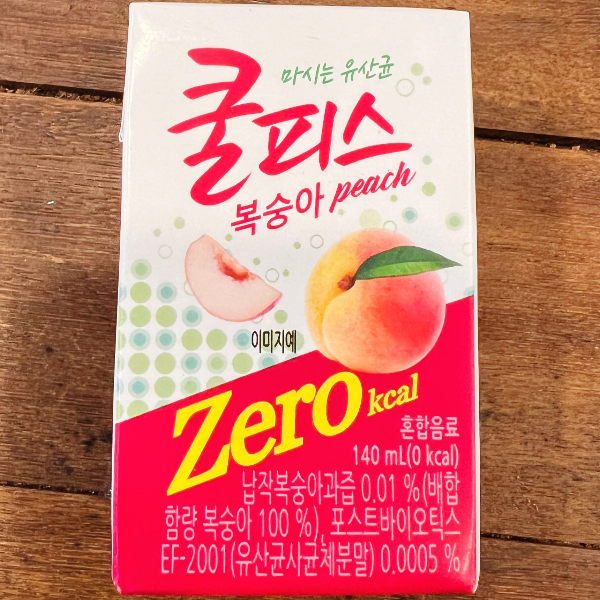 마시는 유산균
쿨피스
복숭아 peach
이미지예
Zero kcal
혼합음료
140 mL(0 kcal)
납작복숭아과즙 0.01 %(배합
함량 복숭아 100 %), 포스트바이오틱스
EF-2001(유산균사균체분말) 0.0005 %